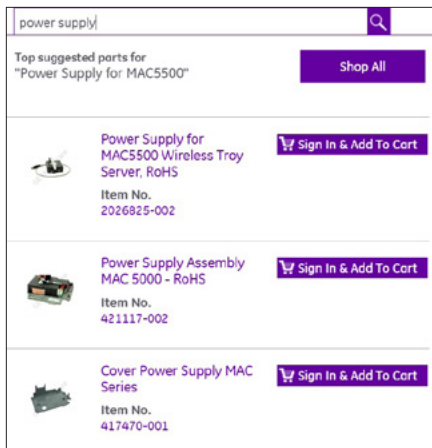 power supply
Top suggested parts for
"Power Supply for MAC5500"
Shop All
Power Supply for
MAC5500 Wireless Troy
Server, RoHS
Sign In & Add To Cart
Item No.
2026825-002
Power Supply Assembly
MAC 5000 - RoHS
Sign In & Add To Cart
Item No.
421117-002
Cover Power Supply MAC
Series
Sign In & Add To Cart
Item No.
417470-001